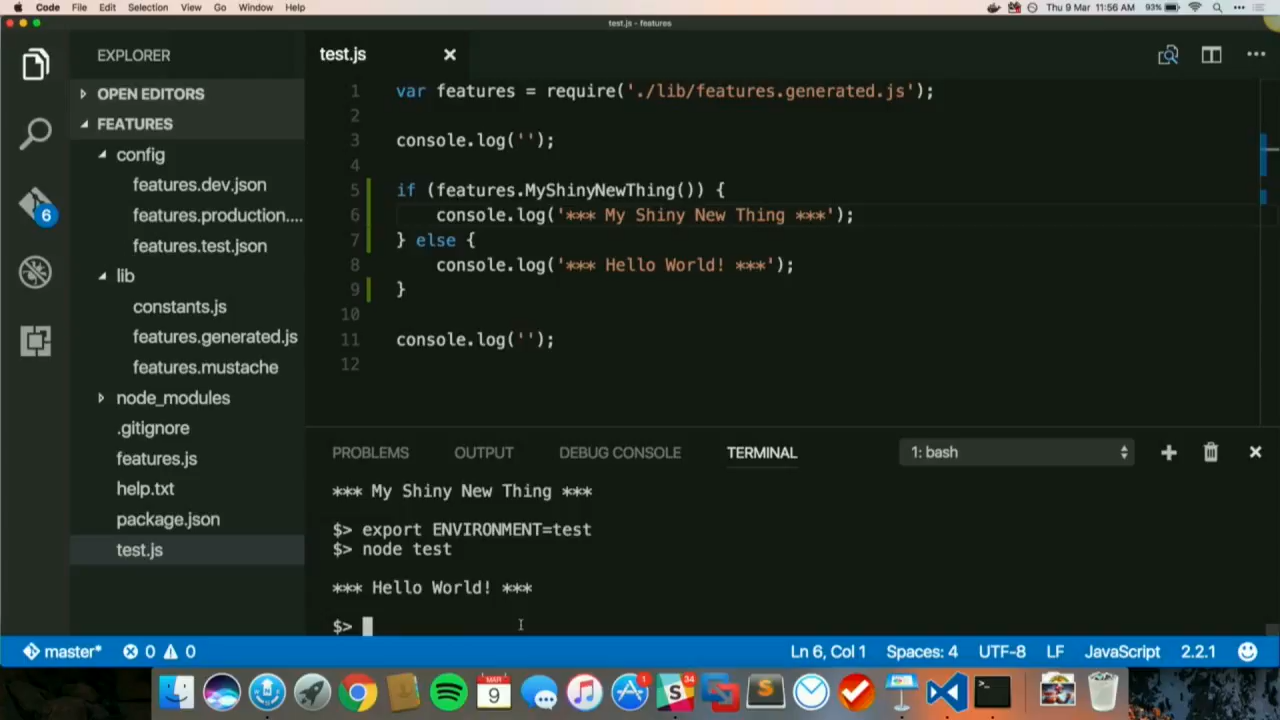 Code File Edit Selection View Go Window Help Thu 9 Mar 11:56 AM 93%
test.js - features
EXPLORER
OPEN EDITORS
FEATURES
config
features.dev.json
features.production....
features.test.json
lib
constants.js
features.generated.js
features.mustache
node_modules
.gitignore
features.js
help.txt
package.json
test.js
6
test.js
1 var features = require('./lib/features.generated.js');
2
3 console.log('');
4
5 if (features.MyShinyNewThing()) {
6 console.log('*** My Shiny New Thing ***');
7 } else {
8 console.log('*** Hello World! ***');
9 }
10
11 console.log('');
12
PROBLEMS OUTPUT DEBUG CONSOLE TERMINAL 1: bash
*** My Shiny New Thing ***
$> export ENVIRONMENT=test
$> node test
*** Hello World! ***
$>
master* 0 0 Ln 6, Col 1 Spaces: 4 UTF-8 LF JavaScript 2.2.1
MAR
9
1
34
S
S
>_